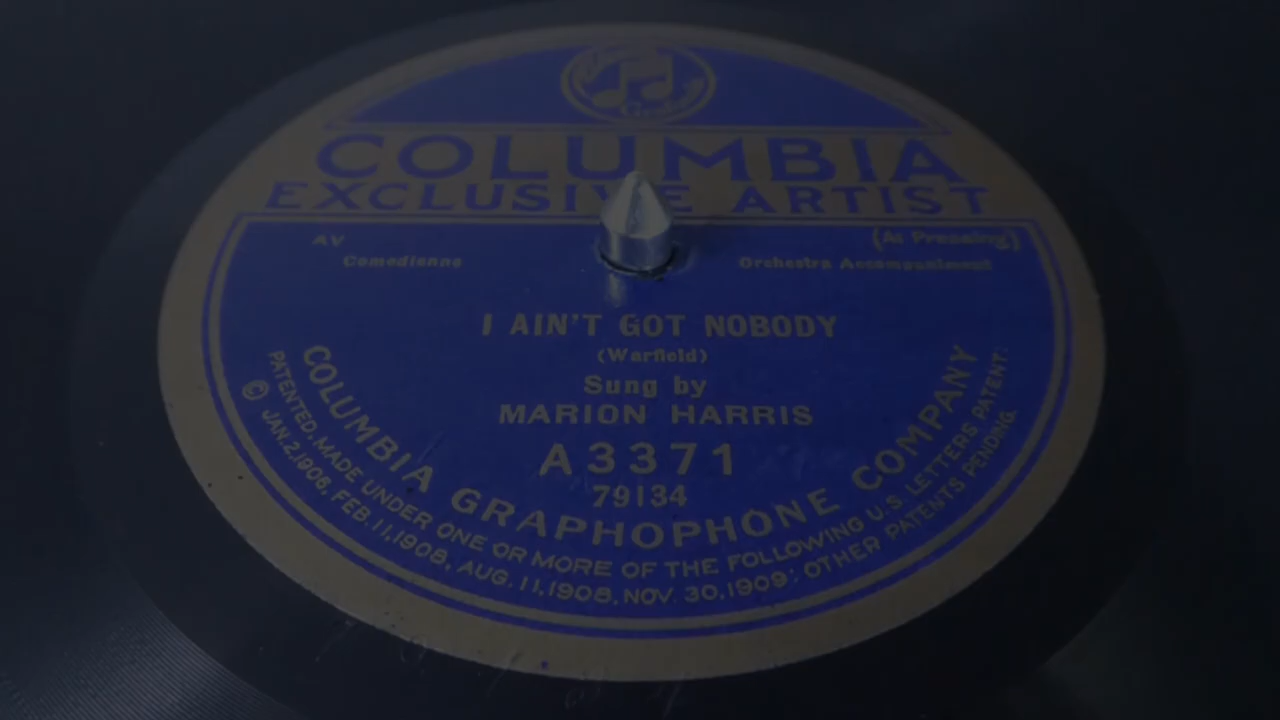 COLUMBIA
EXCLUSIVE ARTIST
AV
Comedienne
Orchestra Accompaniment
I AIN'T GOT NOBODY
(Warfield)
Sung by
MARION HARRIS
A3371
79134
COLUMBIA GRAPHOPHONE COMPANY
PATENTED, MADE UNDER ONE OR MORE OF THE FOLLOWING U.S. LETTERS PATENT:
© JAN.2,1906, FEB.11,1908, AUG.11,1908, NOV.30,1909: OTHER PATENTS PENDING.